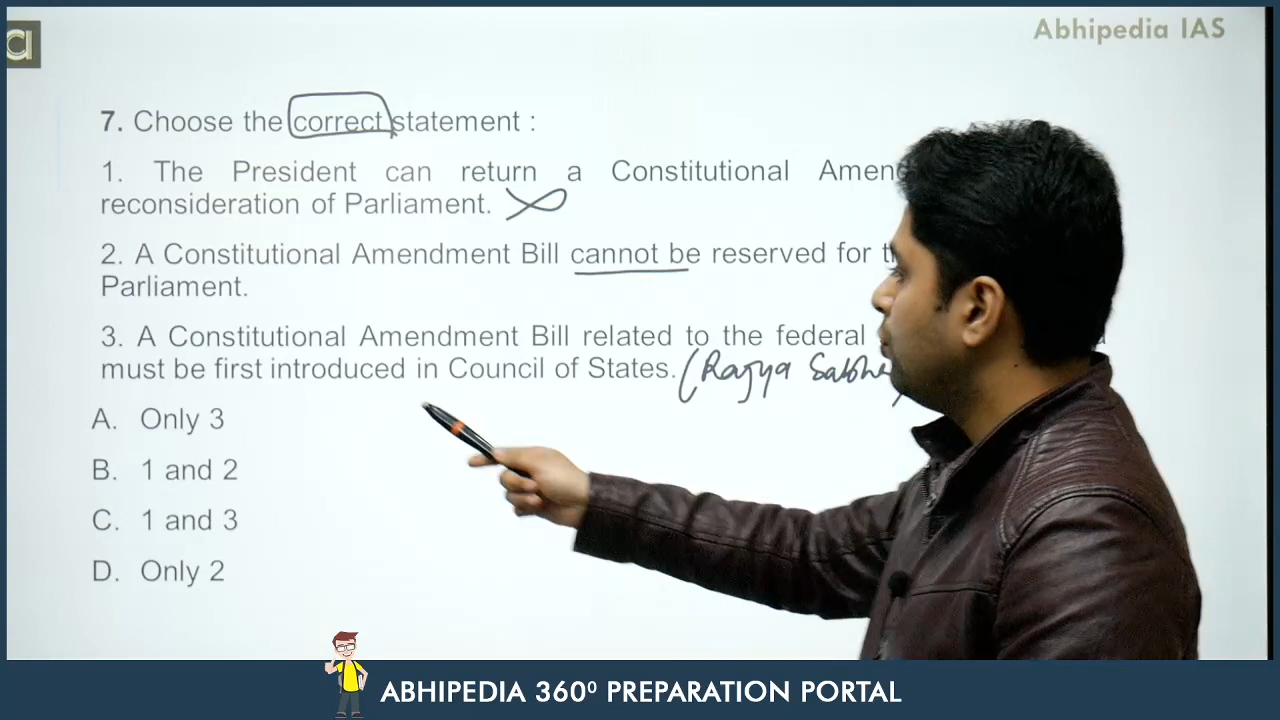 a
Abhipedia IAS
7. Choose the correct statement :
1. The President can return a Constitutional Amen
reconsideration of Parliament.
2. A Constitutional Amendment Bill cannot be reserved for
Parliament.
3. A Constitutional Amendment Bill related to the federal
must be first introduced in Council of States. (Rajya Sabha
A. Only 3
B. 1 and 2
C. 1 and 3
D. Only 2
ABHIPEDIA 360⁰ PREPARATION PORTAL